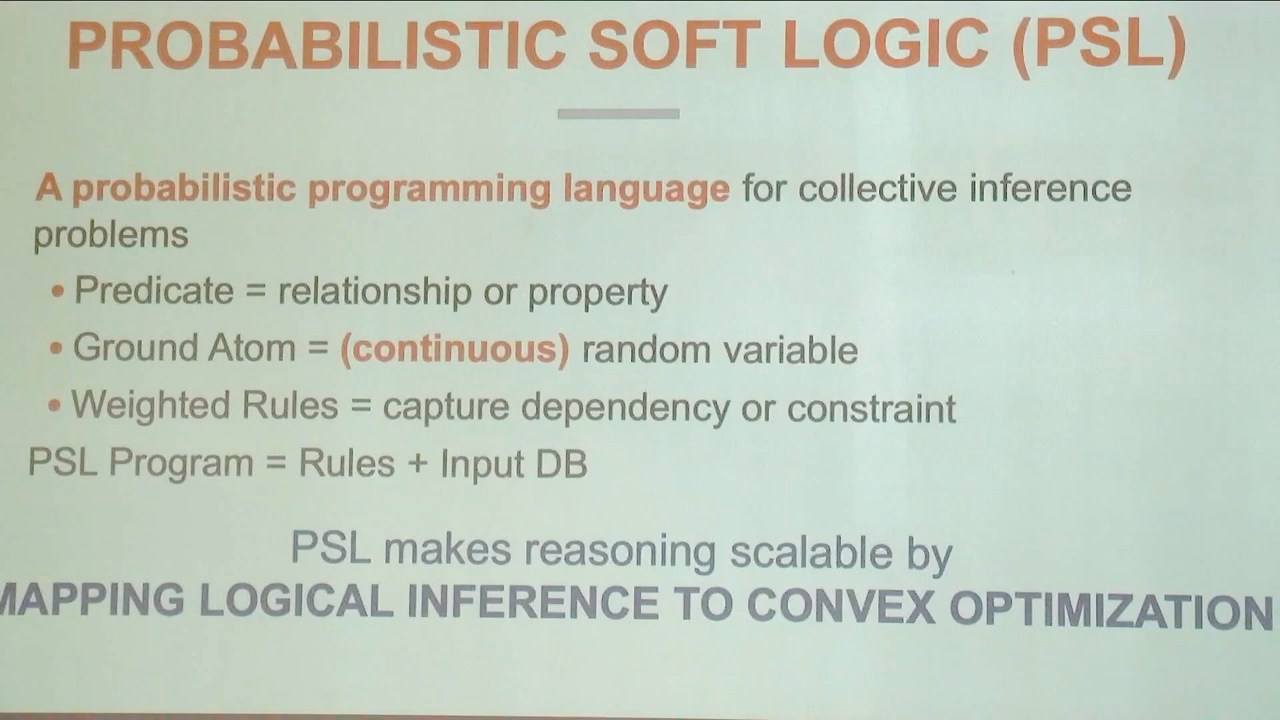 PROBABILISTIC SOFT LOGIC (PSL)
A probabilistic programming language for collective inference
problems
• Predicate = relationship or property
• Ground Atom = (continuous) random variable
• Weighted Rules = capture dependency or constraint
PSL Program = Rules + Input DB
PSL makes reasoning scalable by
MAPPING LOGICAL INFERENCE TO CONVEX OPTIMIZATION